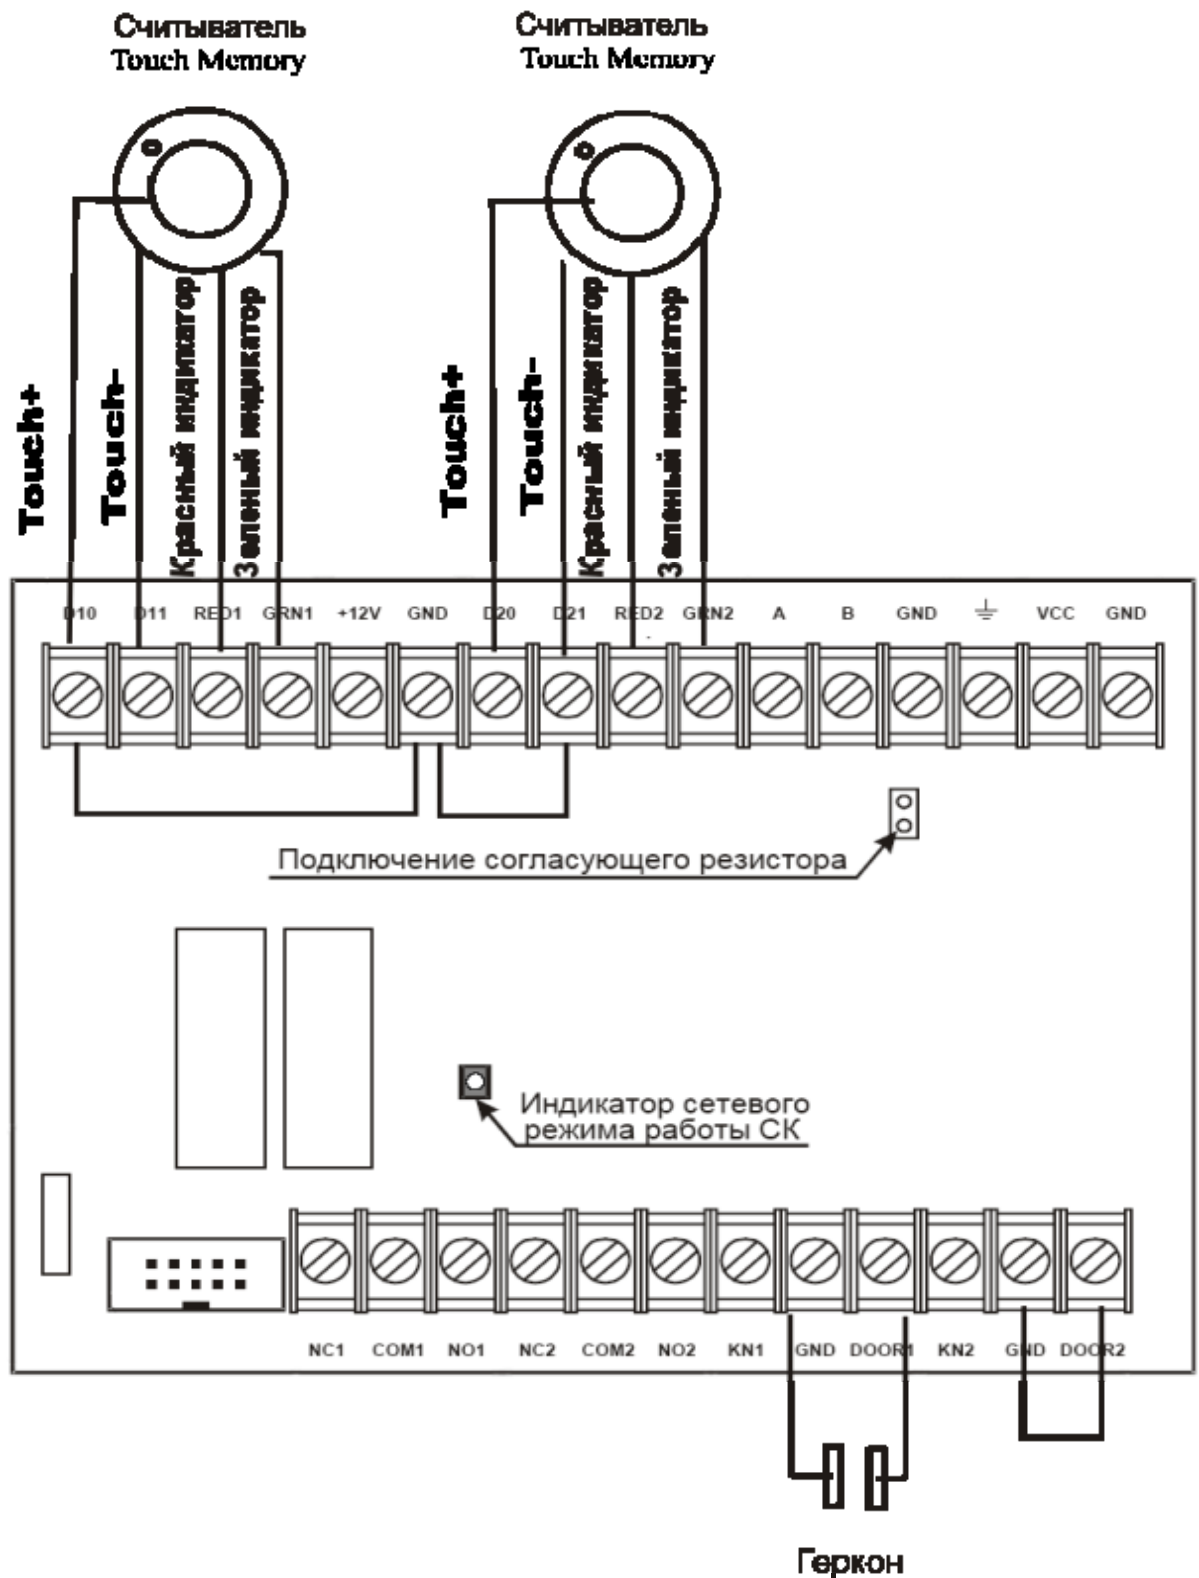 Считыватель
Touch Memory
Считыватель
Touch Memory
Touch+
Touch-
Красный индикатор
Зеленый индикатор
Touch+
Touch-
Красный индикатор
Зеленый индикатор
D10 D11 RED1 GRN1 +12V GND D20 D21 RED2 GRN2 A B GND VCC GND
Подключение согласующего резистора
Индикатор сетевого
режима работы СК
NC1 COM1 NO1 NC2 COM2 NO2 KN1 GND DOOR1 KN2 GND DOOR2
Геркон